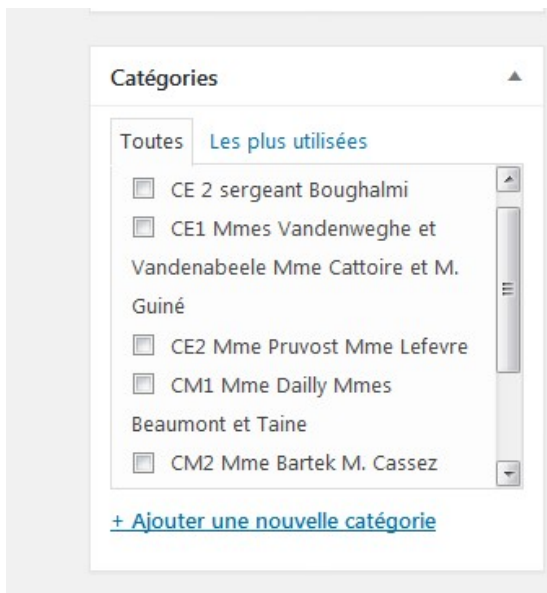 Catégories
Toutes Les plus utilisées
CE 2 sergeant Boughalmi
CE1 Mmes Vandenweghe et
Vandenabeele Mme Cattoire et M.
Guiné
CE2 Mme Pruvost Mme Lefevre
CM1 Mme Dailly Mmes
Beaumont et Taine
CM2 Mme Bartek M. Cassez
+ Ajouter une nouvelle catégorie